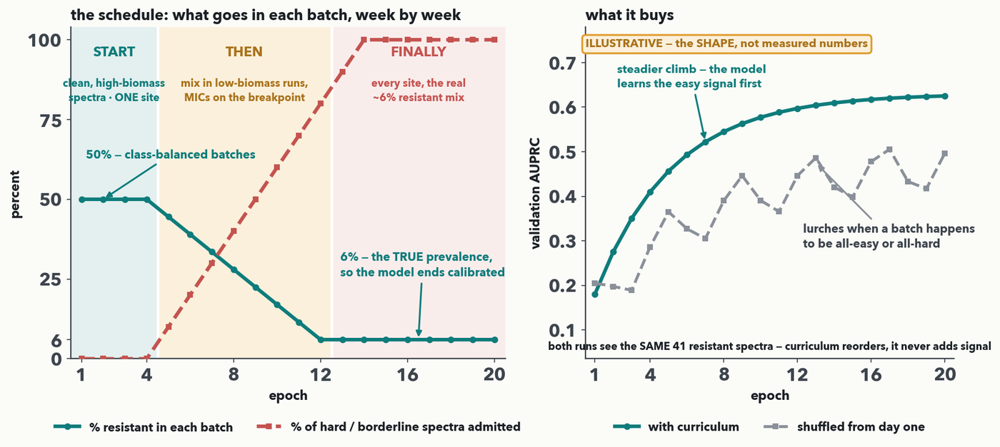 the schedule: what goes in each batch, week by week
START
THEN
FINALLY
clean, high-biomass
spectra · ONE site
mix in low-biomass runs,
MICs on the breakpoint
every site, the real
~6% resistant mix
50% — class-balanced batches
6% — the TRUE prevalence,
so the model ends calibrated
percent
100
75
50
25
6
0
1
4
8
12
16
20
epoch
% resistant in each batch
% of hard / borderline spectra admitted
what it buys
ILLUSTRATIVE — the SHAPE, not measured numbers
steadier climb — the model
learns the easy signal first
lurches when a batch happens
to be all-easy or all-hard
both runs see the SAME 41 resistant spectra — curriculum reorders, it never adds signal
validation AUPRC
0.7
0.6
0.5
0.4
0.3
0.2
0.1
1
4
8
12
16
20
epoch
with curriculum
shuffled from day one